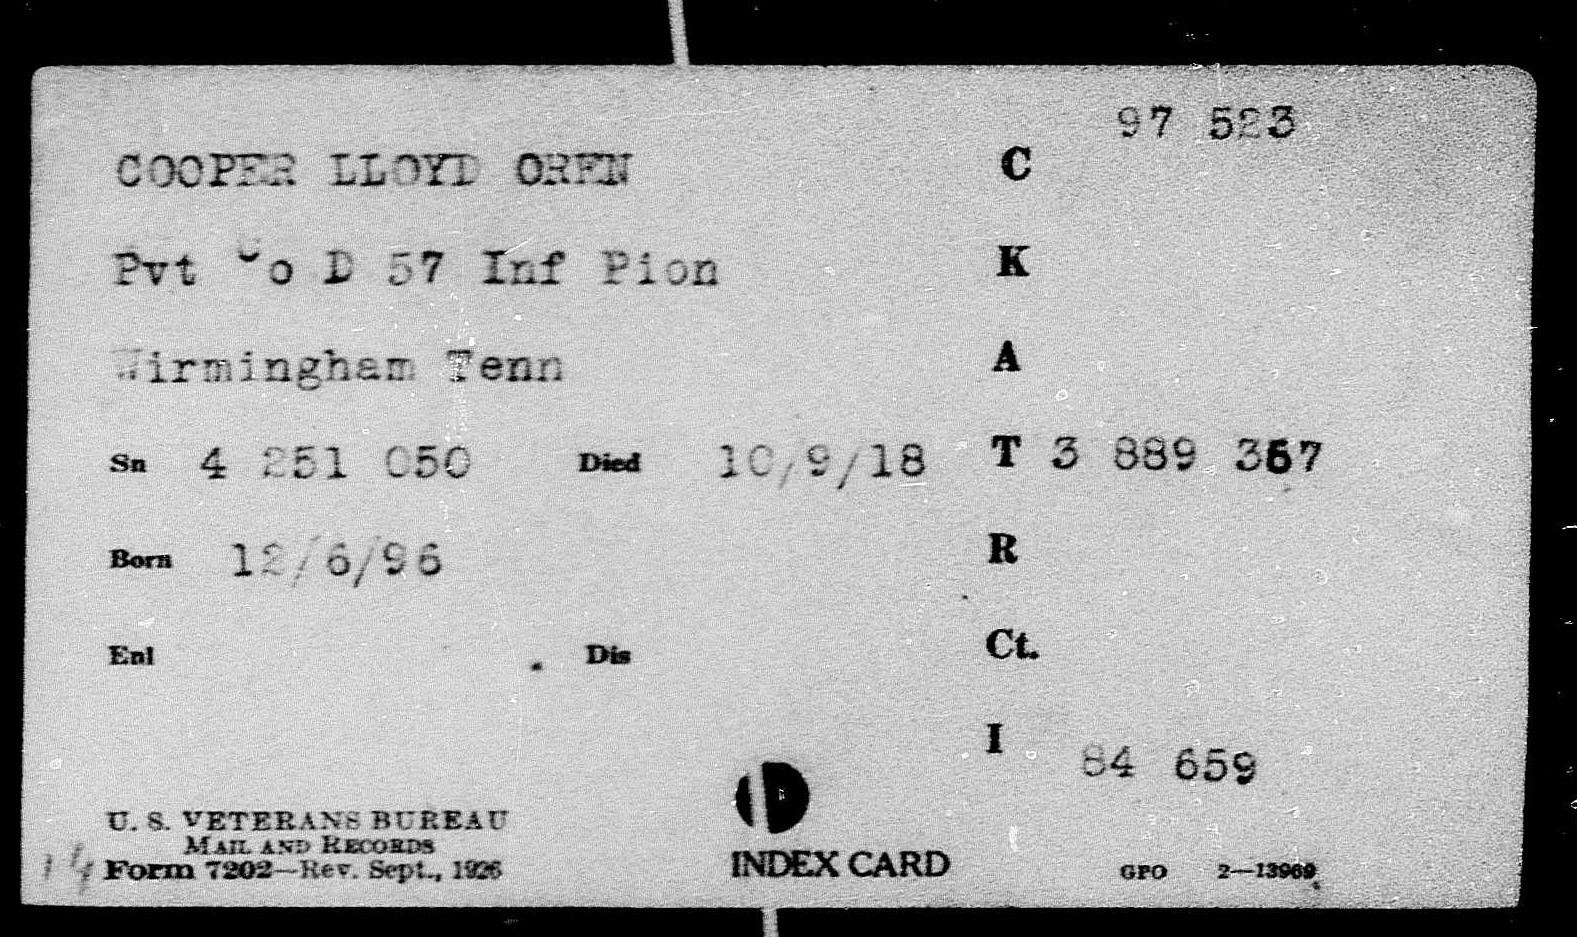 97 523
COOPER LLOYD OREN C
Pvt Co D 57 Inf Pion K
Wirmingham Tenn A
Sn 4 251 050 Died 10/9/18 T 3 889 367
Born 12/6/96 R
Enl Dis Ct.
I 84 659
U. S. VETERANS BUREAU
MAIL AND RECORDS
Form 7202—Rev. Sept., 1926
INDEX CARD
GPO 2—13969